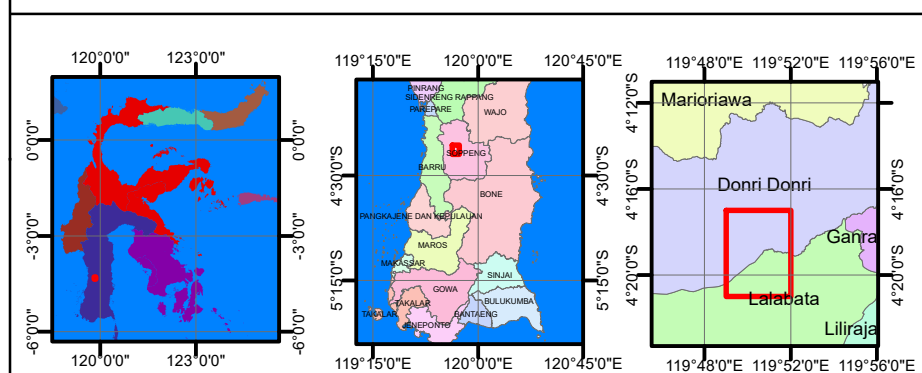 120°0'0" 123°0'0"
0°0'0"
-3°0'0"
-6°0'0"
0°0'0"
-3°0'0"
-6°0'0"
120°0'0" 123°0'0"
119°15'0"E 120°0'0"E 120°45'0"E
4°30'0"S
5°15'0"S
PINRANG
SIDENRENG RAPPANG
PAREPARE
WAJO
SOPPENG
BARRU
BONE
PANGKAJENE DAN KEPULAUAN
MAROS
MAKASSAR
SINJAI
GOWA
TAKALAR
BULUKUMBA
TAKALAR
BANTAENG
JENEPONTO
4°30'0"S
5°15'0"S
119°15'0"E 120°0'0"E 120°45'0"E
119°48'0"E 119°52'0"E 119°56'0"E
4°12'0"S
4°16'0"S
4°20'0"S
Marioriawa
Donri Donri
Ganra
Lalabata
Liliraja
4°12'0"S
4°16'0"S
4°20'0"S
119°48'0"E 119°52'0"E 119°56'0"E